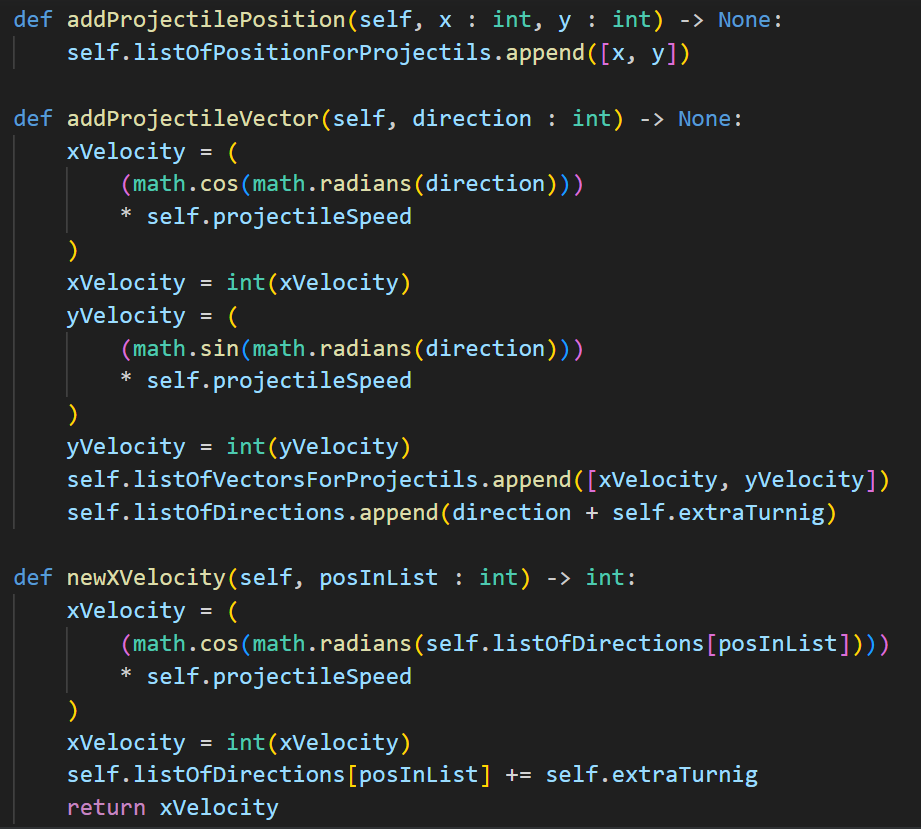 def addProjectilePosition(self, x : int, y : int) -> None:
    self.listOfPositionForProjectils.append([x, y])

def addProjectileVector(self, direction : int) -> None:
    xVelocity = (
        (math.cos(math.radians(direction)))
        * self.projectileSpeed
    )
    xVelocity = int(xVelocity)
    yVelocity = (
        (math.sin(math.radians(direction)))
        * self.projectileSpeed
    )
    yVelocity = int(yVelocity)
    self.listOfVectorsForProjectils.append([xVelocity, yVelocity])
    self.listOfDirections.append(direction + self.extraTurnig)

def newXVelocity(self, posInList : int) -> int:
    xVelocity = (
        (math.cos(math.radians(self.listOfDirections[posInList])))
        * self.projectileSpeed
    )
    xVelocity = int(xVelocity)
    self.listOfDirections[posInList] += self.extraTurnig
    return xVelocity